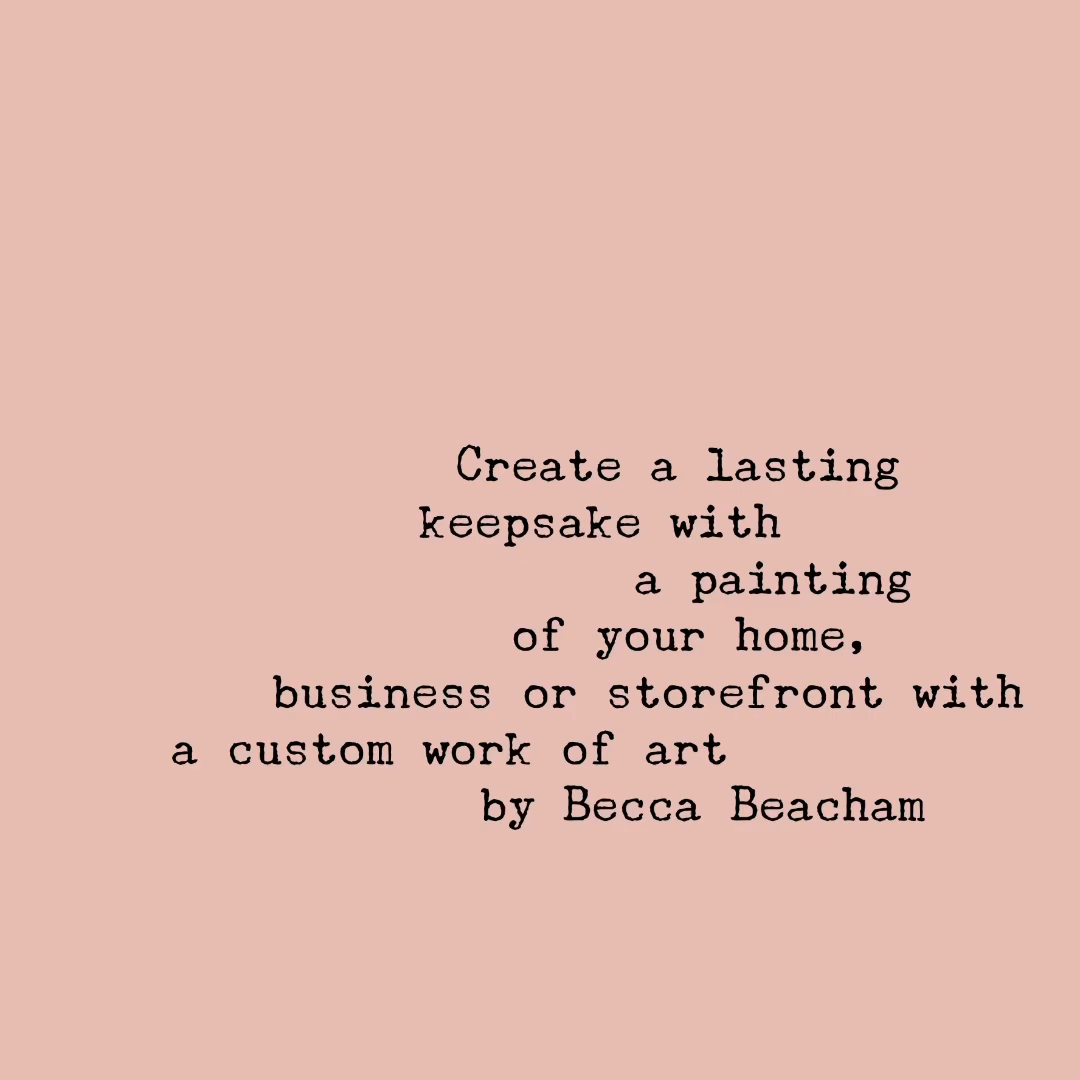 Create a lasting
keepsake with
a painting
of your home,
business or storefront with
a custom work of art
by Becca Beacham